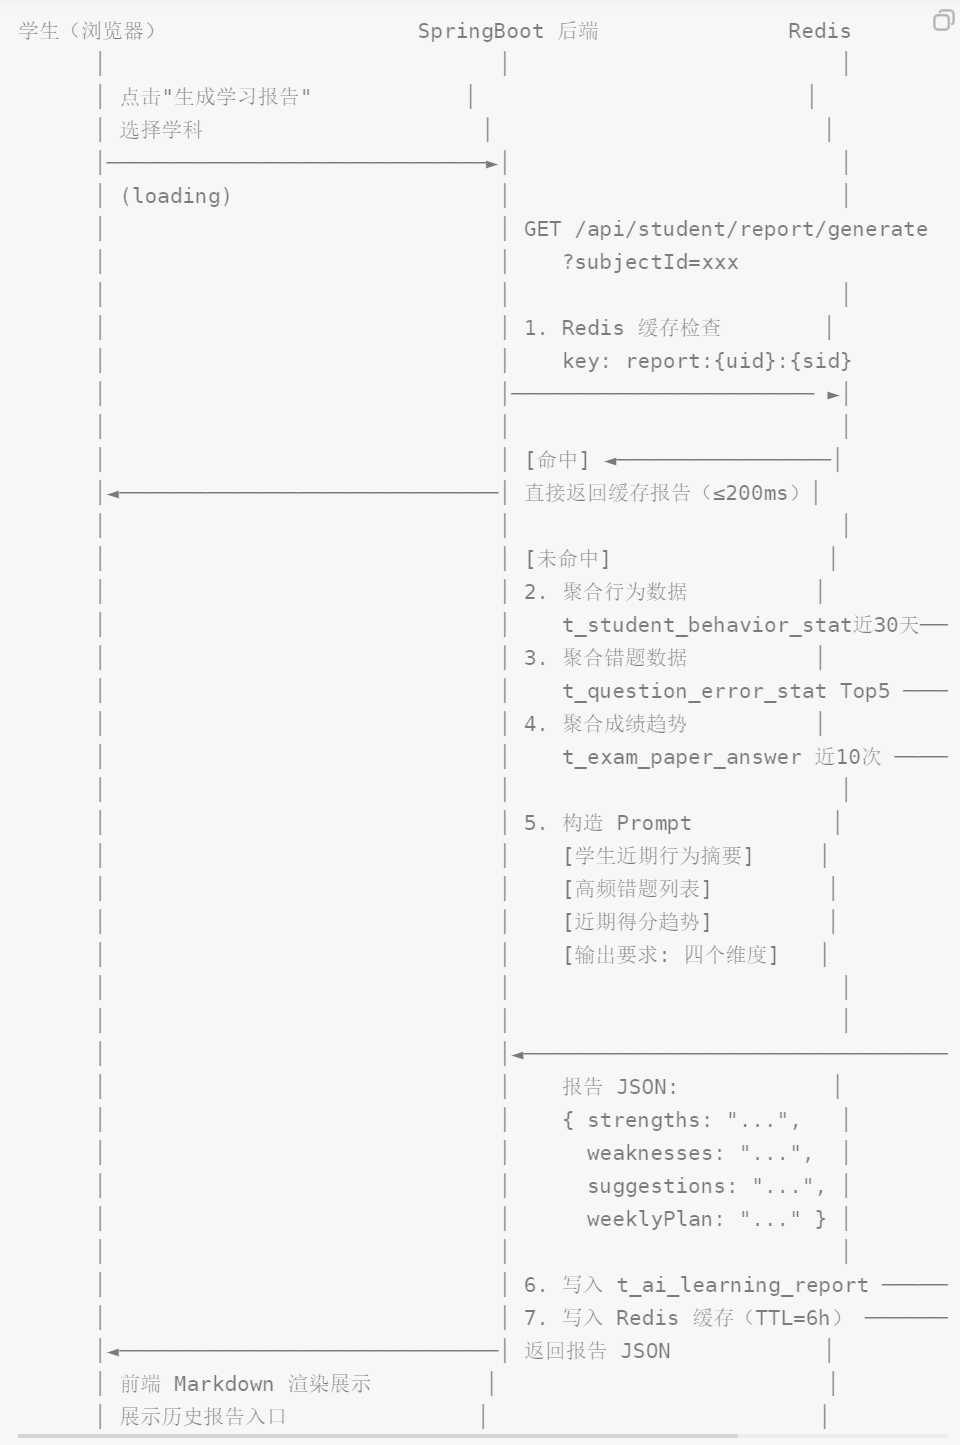 学生（浏览器） SpringBoot 后端 Redis
点击"生成学习报告"
选择学科
(loading)
GET /api/student/report/generate
?subjectId=xxx
1. Redis 缓存检查
key: report:{uid}:{sid}
[命中]
直接返回缓存报告（≤200ms）
[未命中]
2. 聚合行为数据
t_student_behavior_stat近30天
3. 聚合错题数据
t_question_error_stat Top5
4. 聚合成绩趋势
t_exam_paper_answer 近10次
5. 构造 Prompt
[学生近期行为摘要]
[高频错题列表]
[近期得分趋势]
[输出要求: 四个维度]
报告 JSON:
{ strengths: "...",
weaknesses: "...",
suggestions: "...",
weeklyPlan: "..." }
6. 写入 t_ai_learning_report
7. 写入 Redis 缓存（TTL=6h）
返回报告 JSON
前端 Markdown 渲染展示
展示历史报告入口